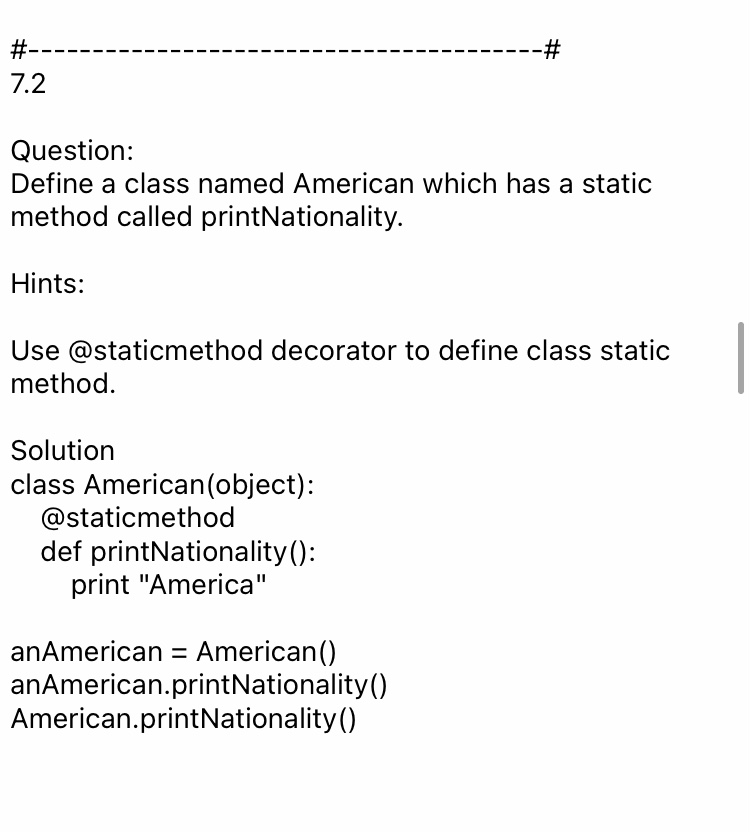 #----------------------------------------#
7.2
Question:
Define a class named American which has a static
method called printNationality.
Hints:
Use @staticmethod decorator to define class static
method.
Solution
class American(object):
    @staticmethod
    def printNationality():
        print "America"
anAmerican = American()
anAmerican.printNationality()
American.printNationality()